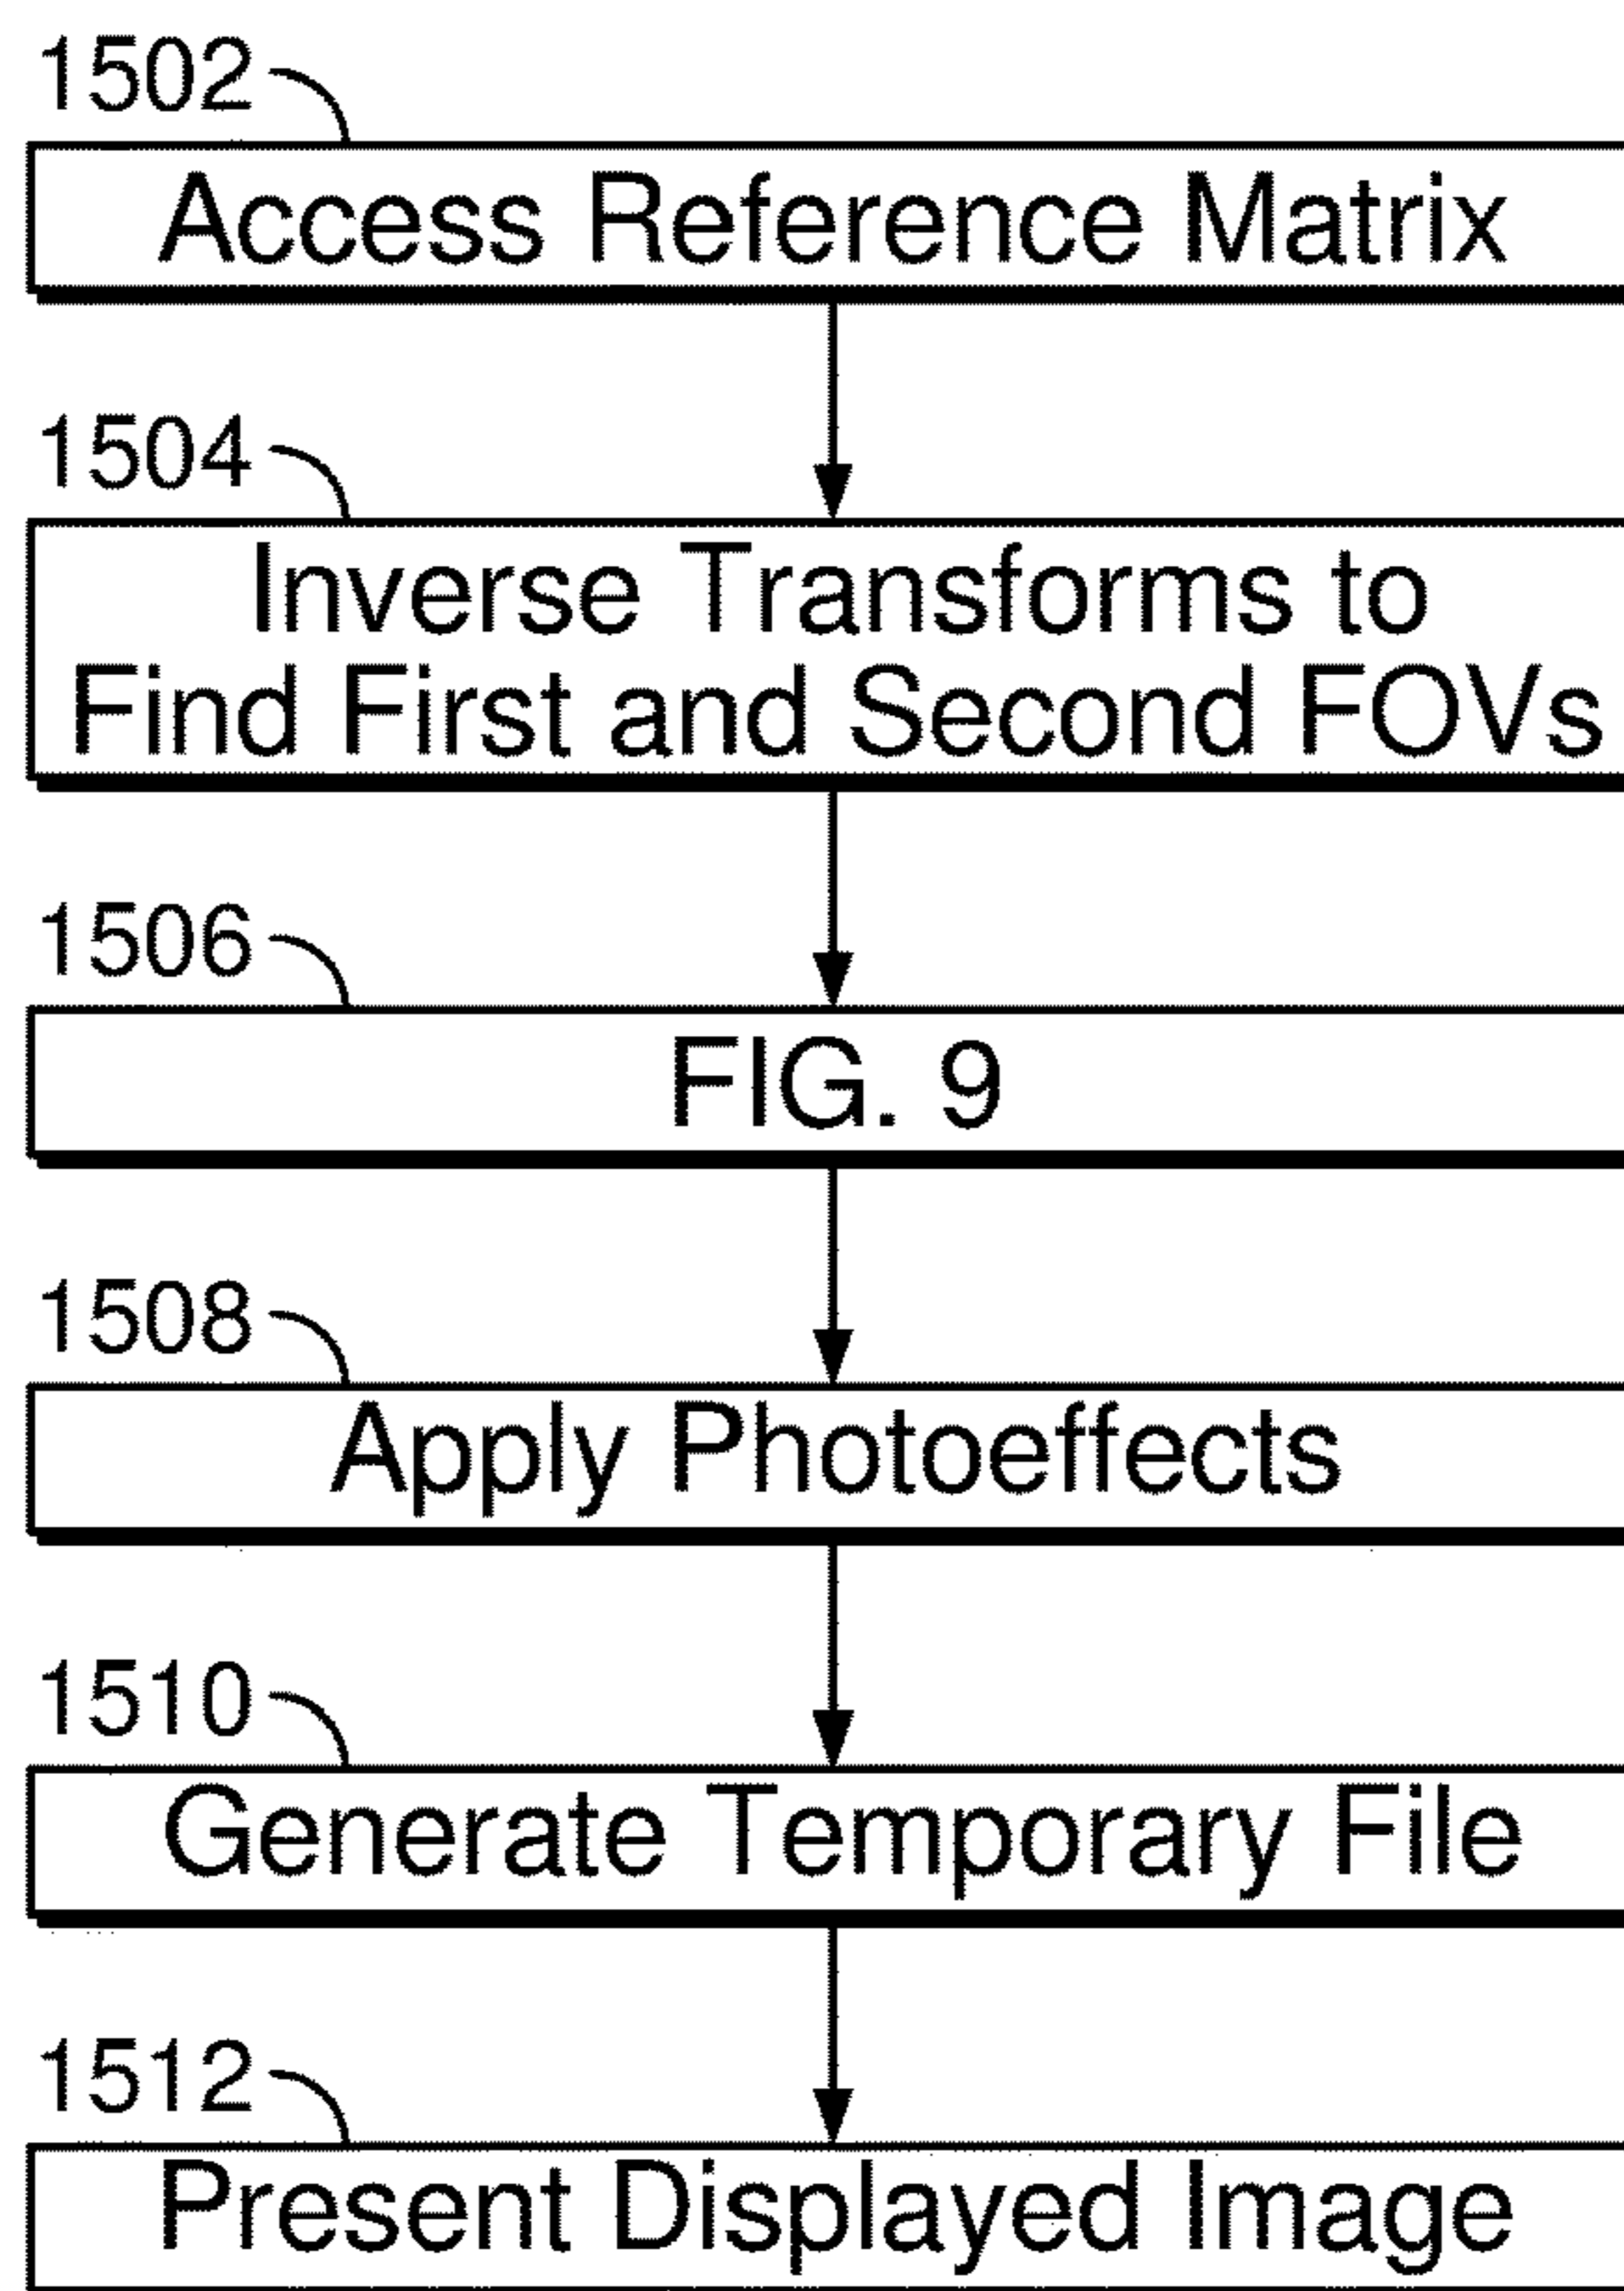 1502
Access Reference Matrix
1504
Inverse Transforms to
Find First and Second FOVs
1506
FIG. 9
1508
Apply Photoeffects
1510
Generate Temporary File
1512
Present Displayed Image